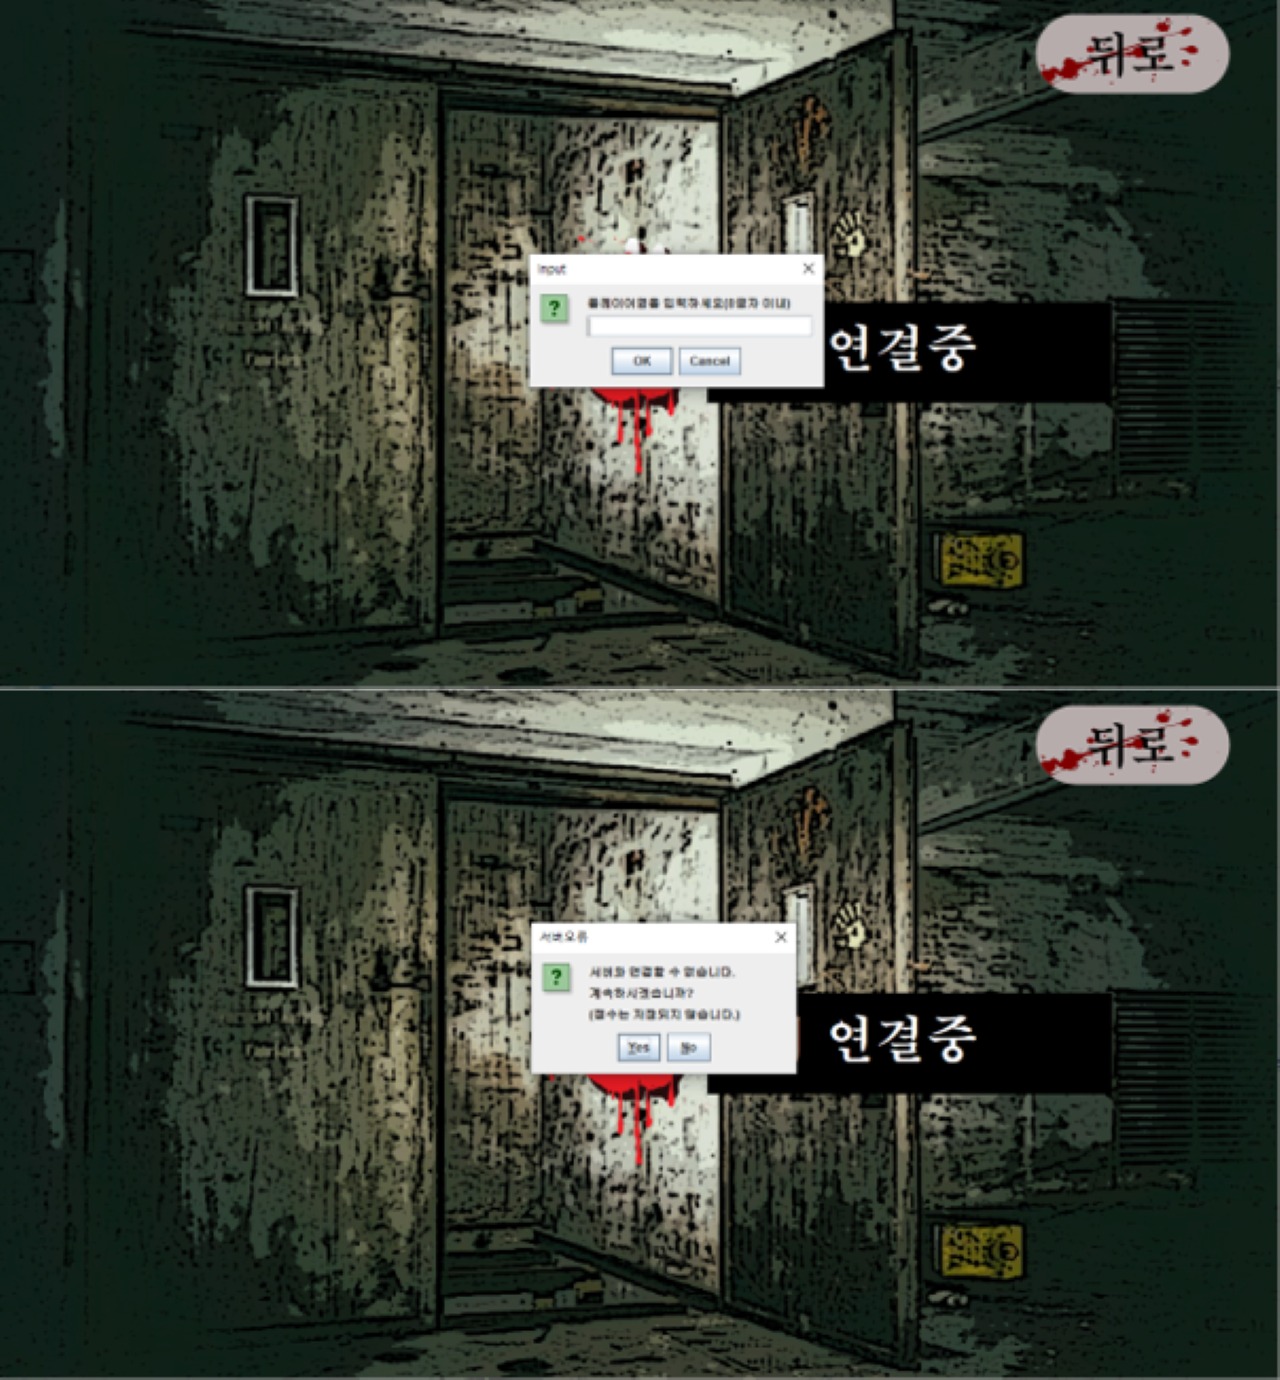 뒤로
Input
플레이어명을 입력하세요(8글자 이내)
OK
Cancel
연결중
뒤로
서버오류
서버와 연결할 수 없습니다.
계속하시겠습니까?
(점수는 저장되지 않습니다.)
Yes
No
연결중